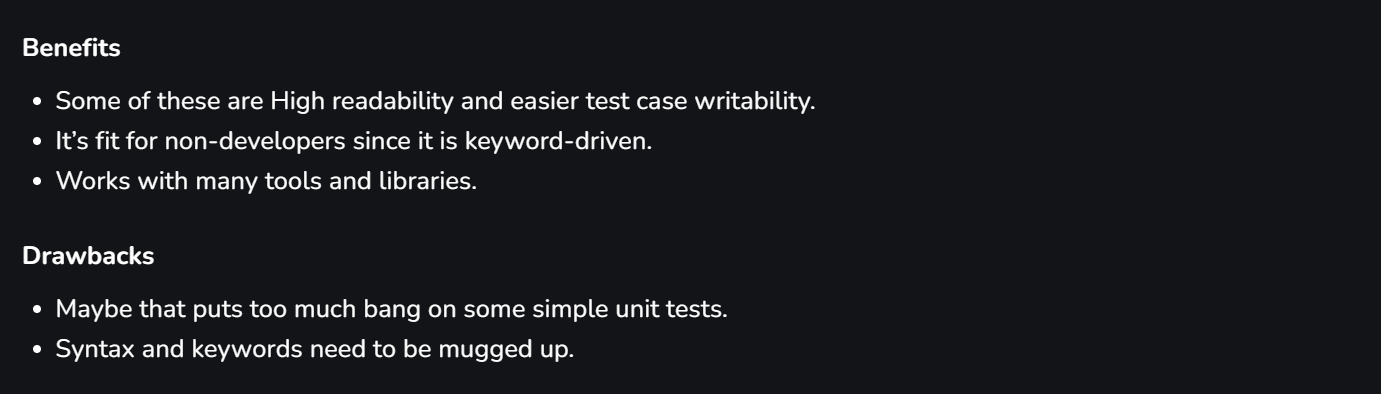 Benefits
• Some of these are High readability and easier test case writability.
• It’s fit for non-developers since it is keyword-driven.
• Works with many tools and libraries.
Drawbacks
• Maybe that puts too much bang on some simple unit tests.
• Syntax and keywords need to be mugged up.